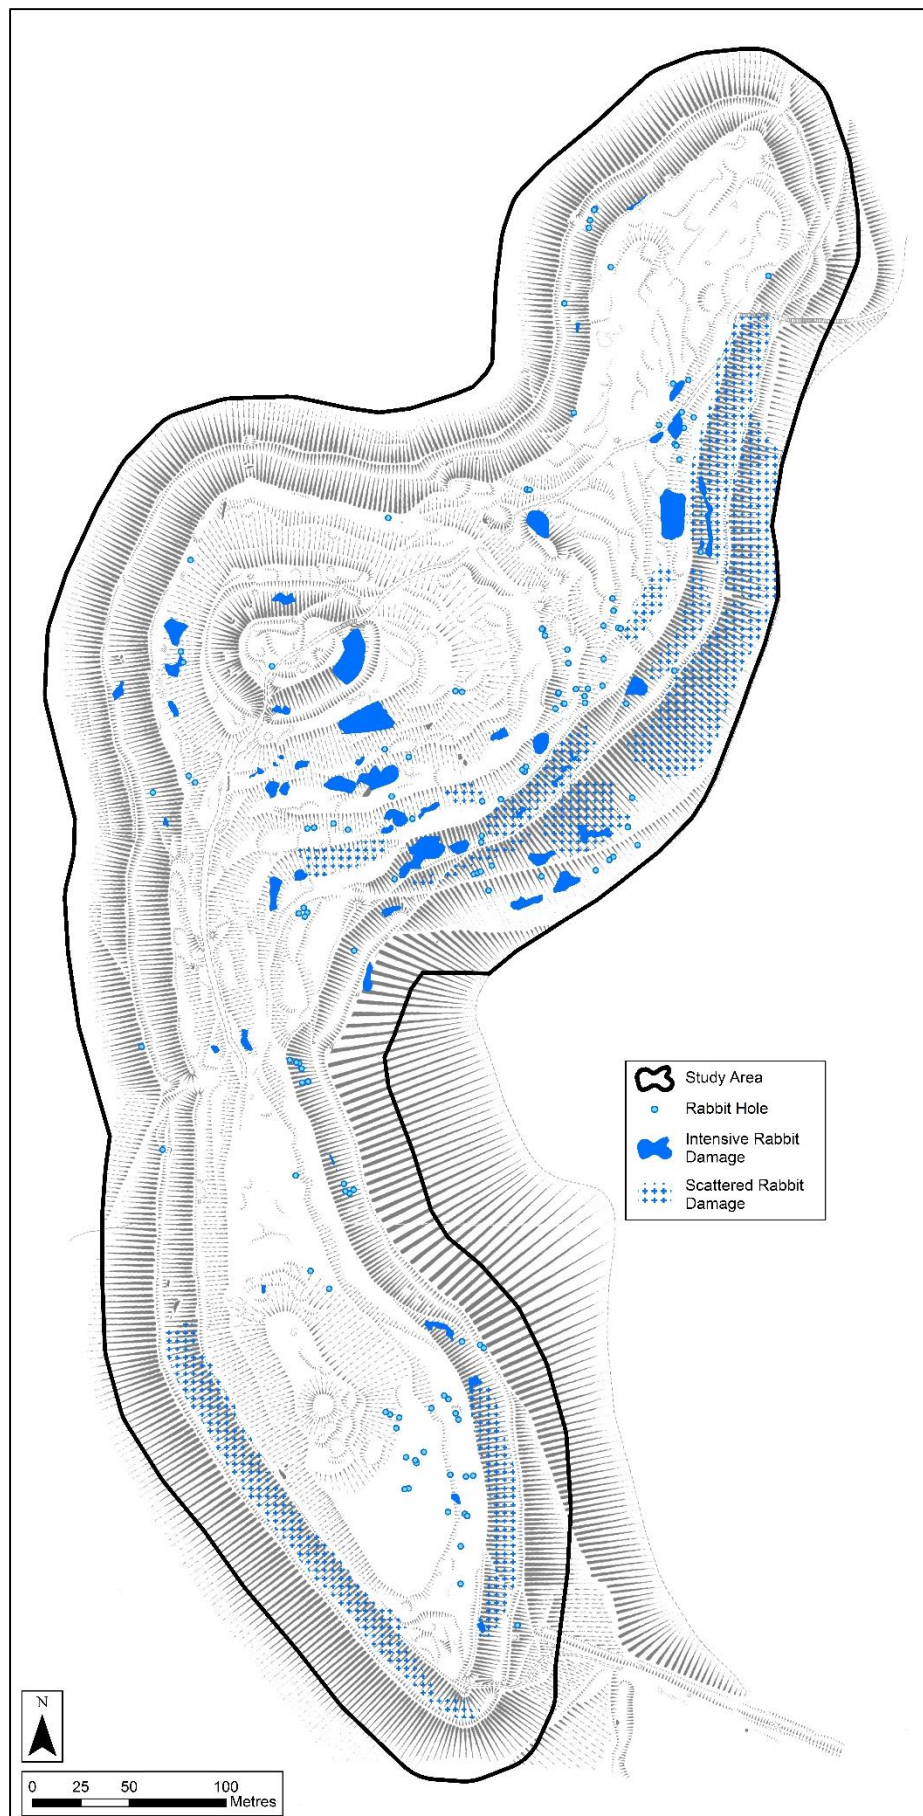 Study Area
Rabbit Hole
Intensive Rabbit
Damage
Scattered Rabbit
Damage
N
0 25 50 100
Metres